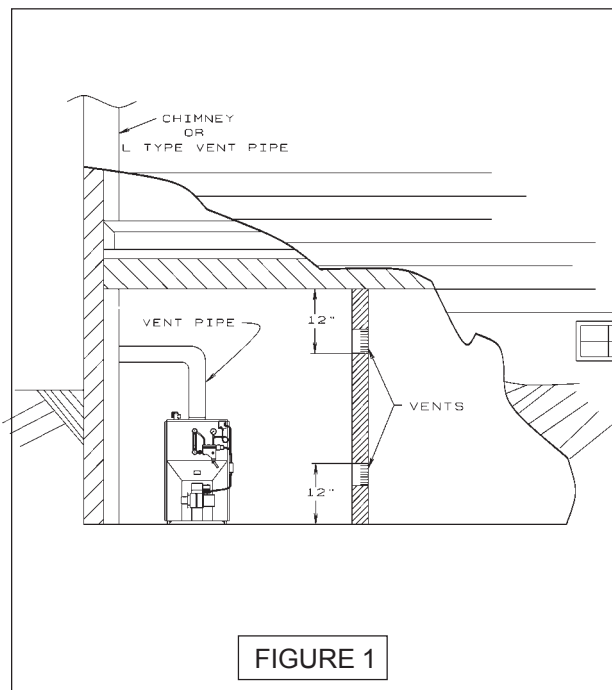 CHIMNEY
OR
L TYPE VENT PIPE
12"
VENT PIPE
VENTS
12"
FIGURE 1